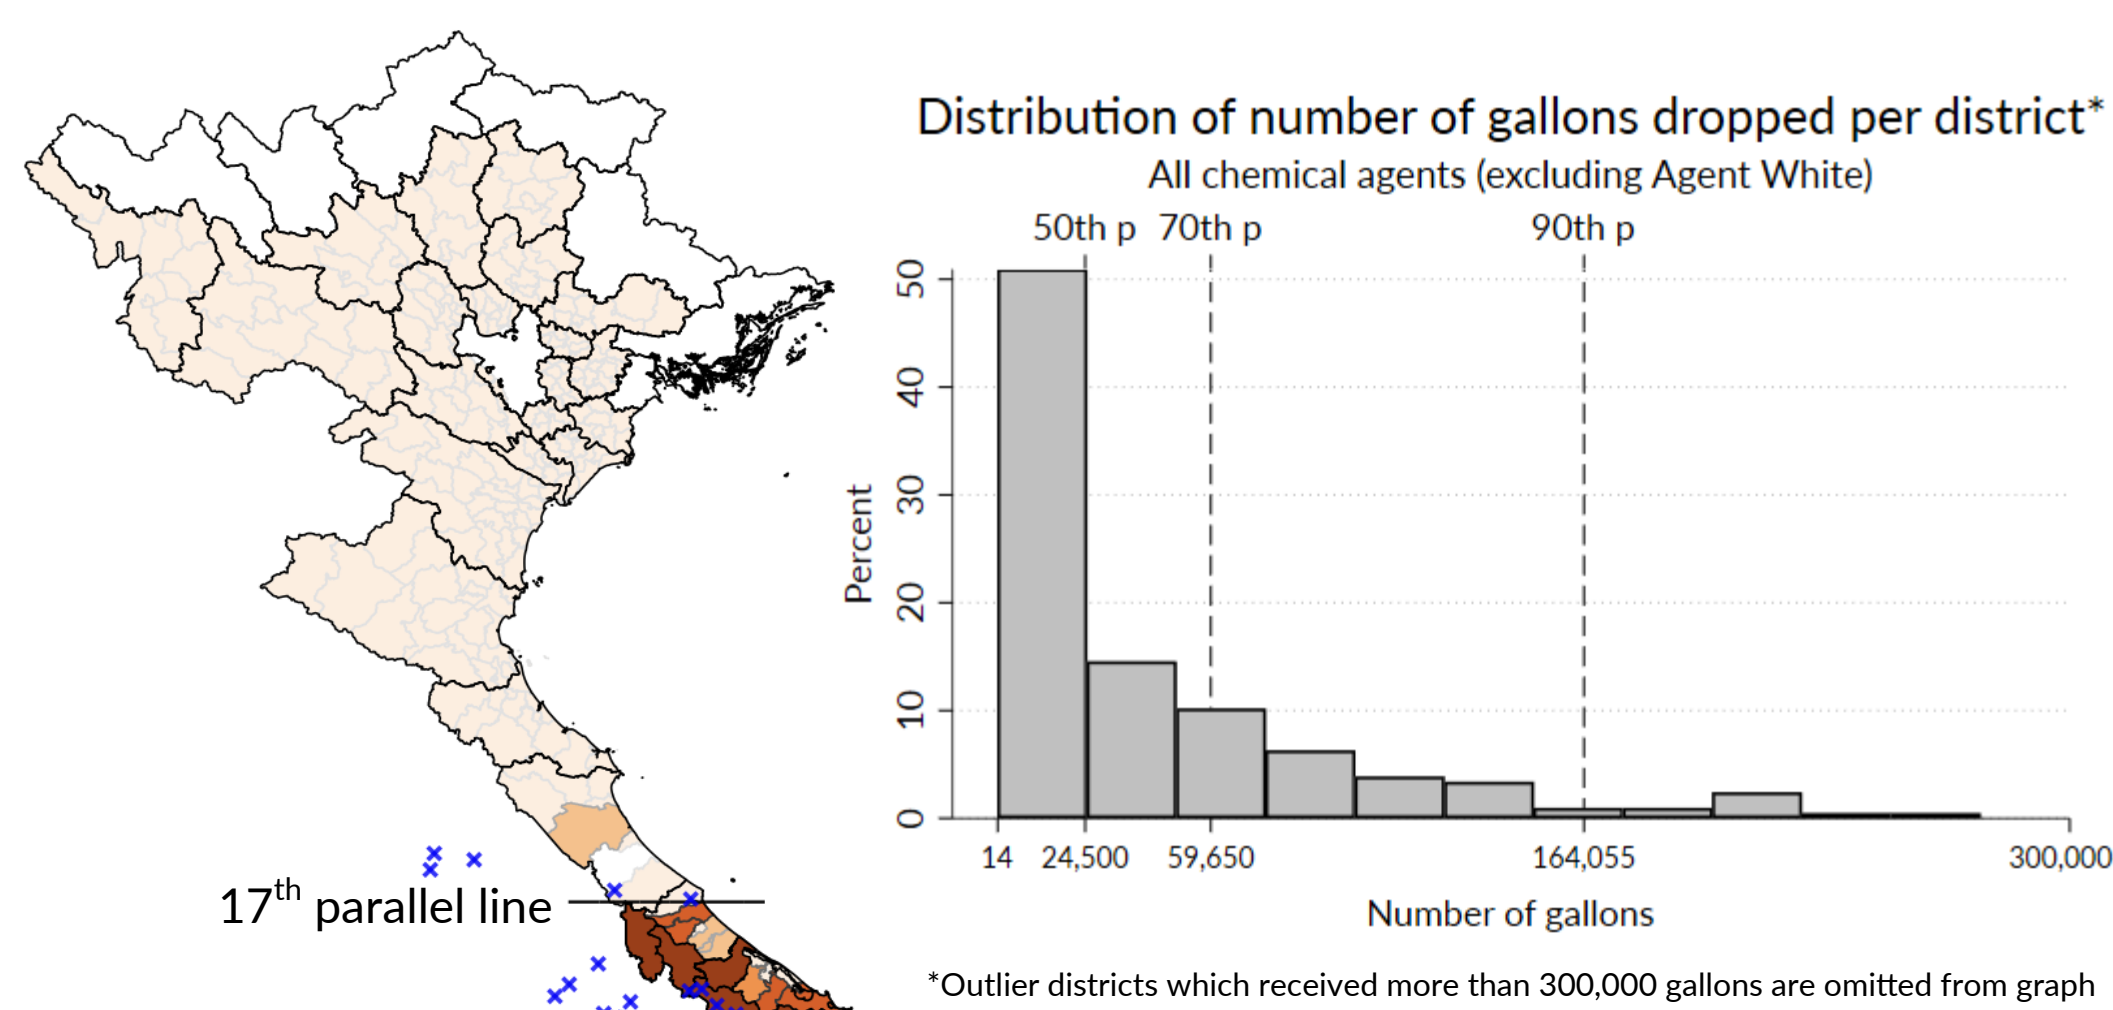 Distribution of number of gallons dropped per district*
All chemical agents (excluding Agent White)
50th p 70th p 90th p
50
40
30
20
10
0
Percent
14 24,500 59,650 164,055 300,000
Number of gallons
17th parallel line
*Outlier districts which received more than 300,000 gallons are omitted from graph